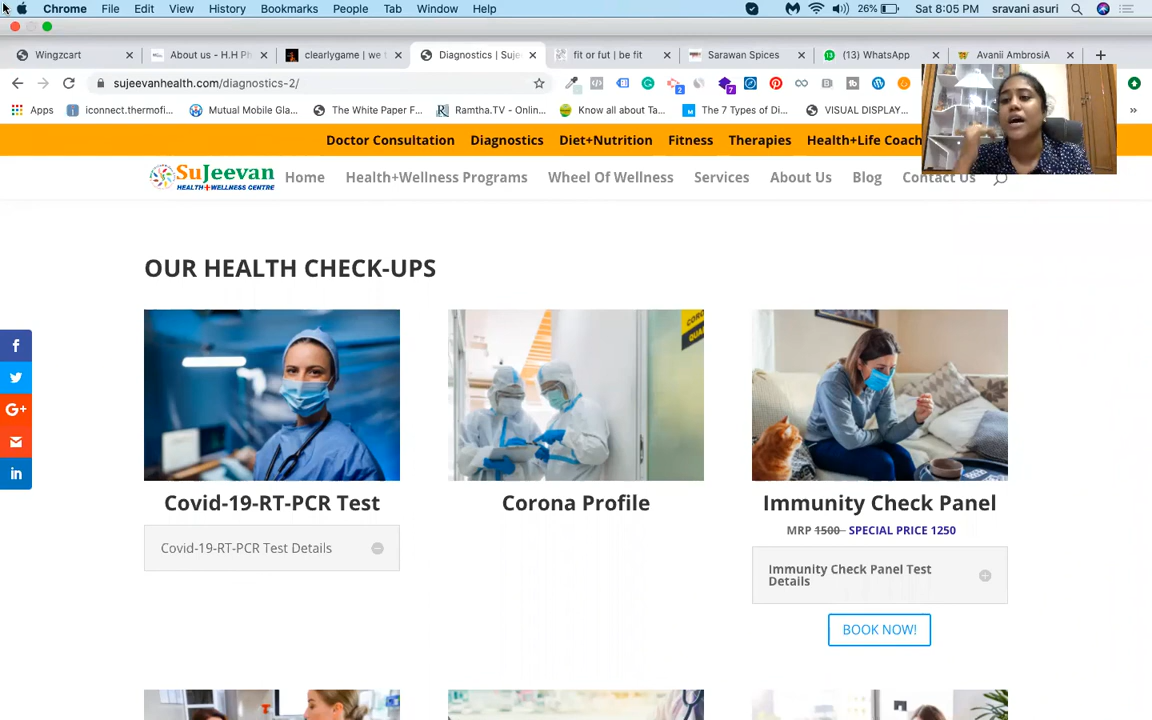 Chrome File Edit View History Bookmarks People Tab Window Help 26% Sat 8:05 PM sravani asuri
Wingzcart About us - H.H Ph clearlygame | we t Diagnostics | Suje fit or fut | be fit Sarawan Spices (13) WhatsApp Avanii AmbrosiA
sujeevanhealth.com/diagnostics-2/
Apps iconnect.thermofi... Mutual Mobile Gla... The White Paper F... Ramtha.TV - Onlin... Know all about Ta... The 7 Types of Di... VISUAL DISPLAY... »
Doctor Consultation Diagnostics Diet+Nutrition Fitness Therapies Health+Life Coach
SuJeevan
HEALTH+WELLNESS CENTRE
Home Health+Wellness Programs Wheel Of Wellness Services About Us Blog Contact Us
OUR HEALTH CHECK-UPS
Covid-19-RT-PCR Test
Covid-19-RT-PCR Test Details
Corona Profile
Immunity Check Panel
MRP 1500 SPECIAL PRICE 1250
Immunity Check Panel Test
Details
BOOK NOW!